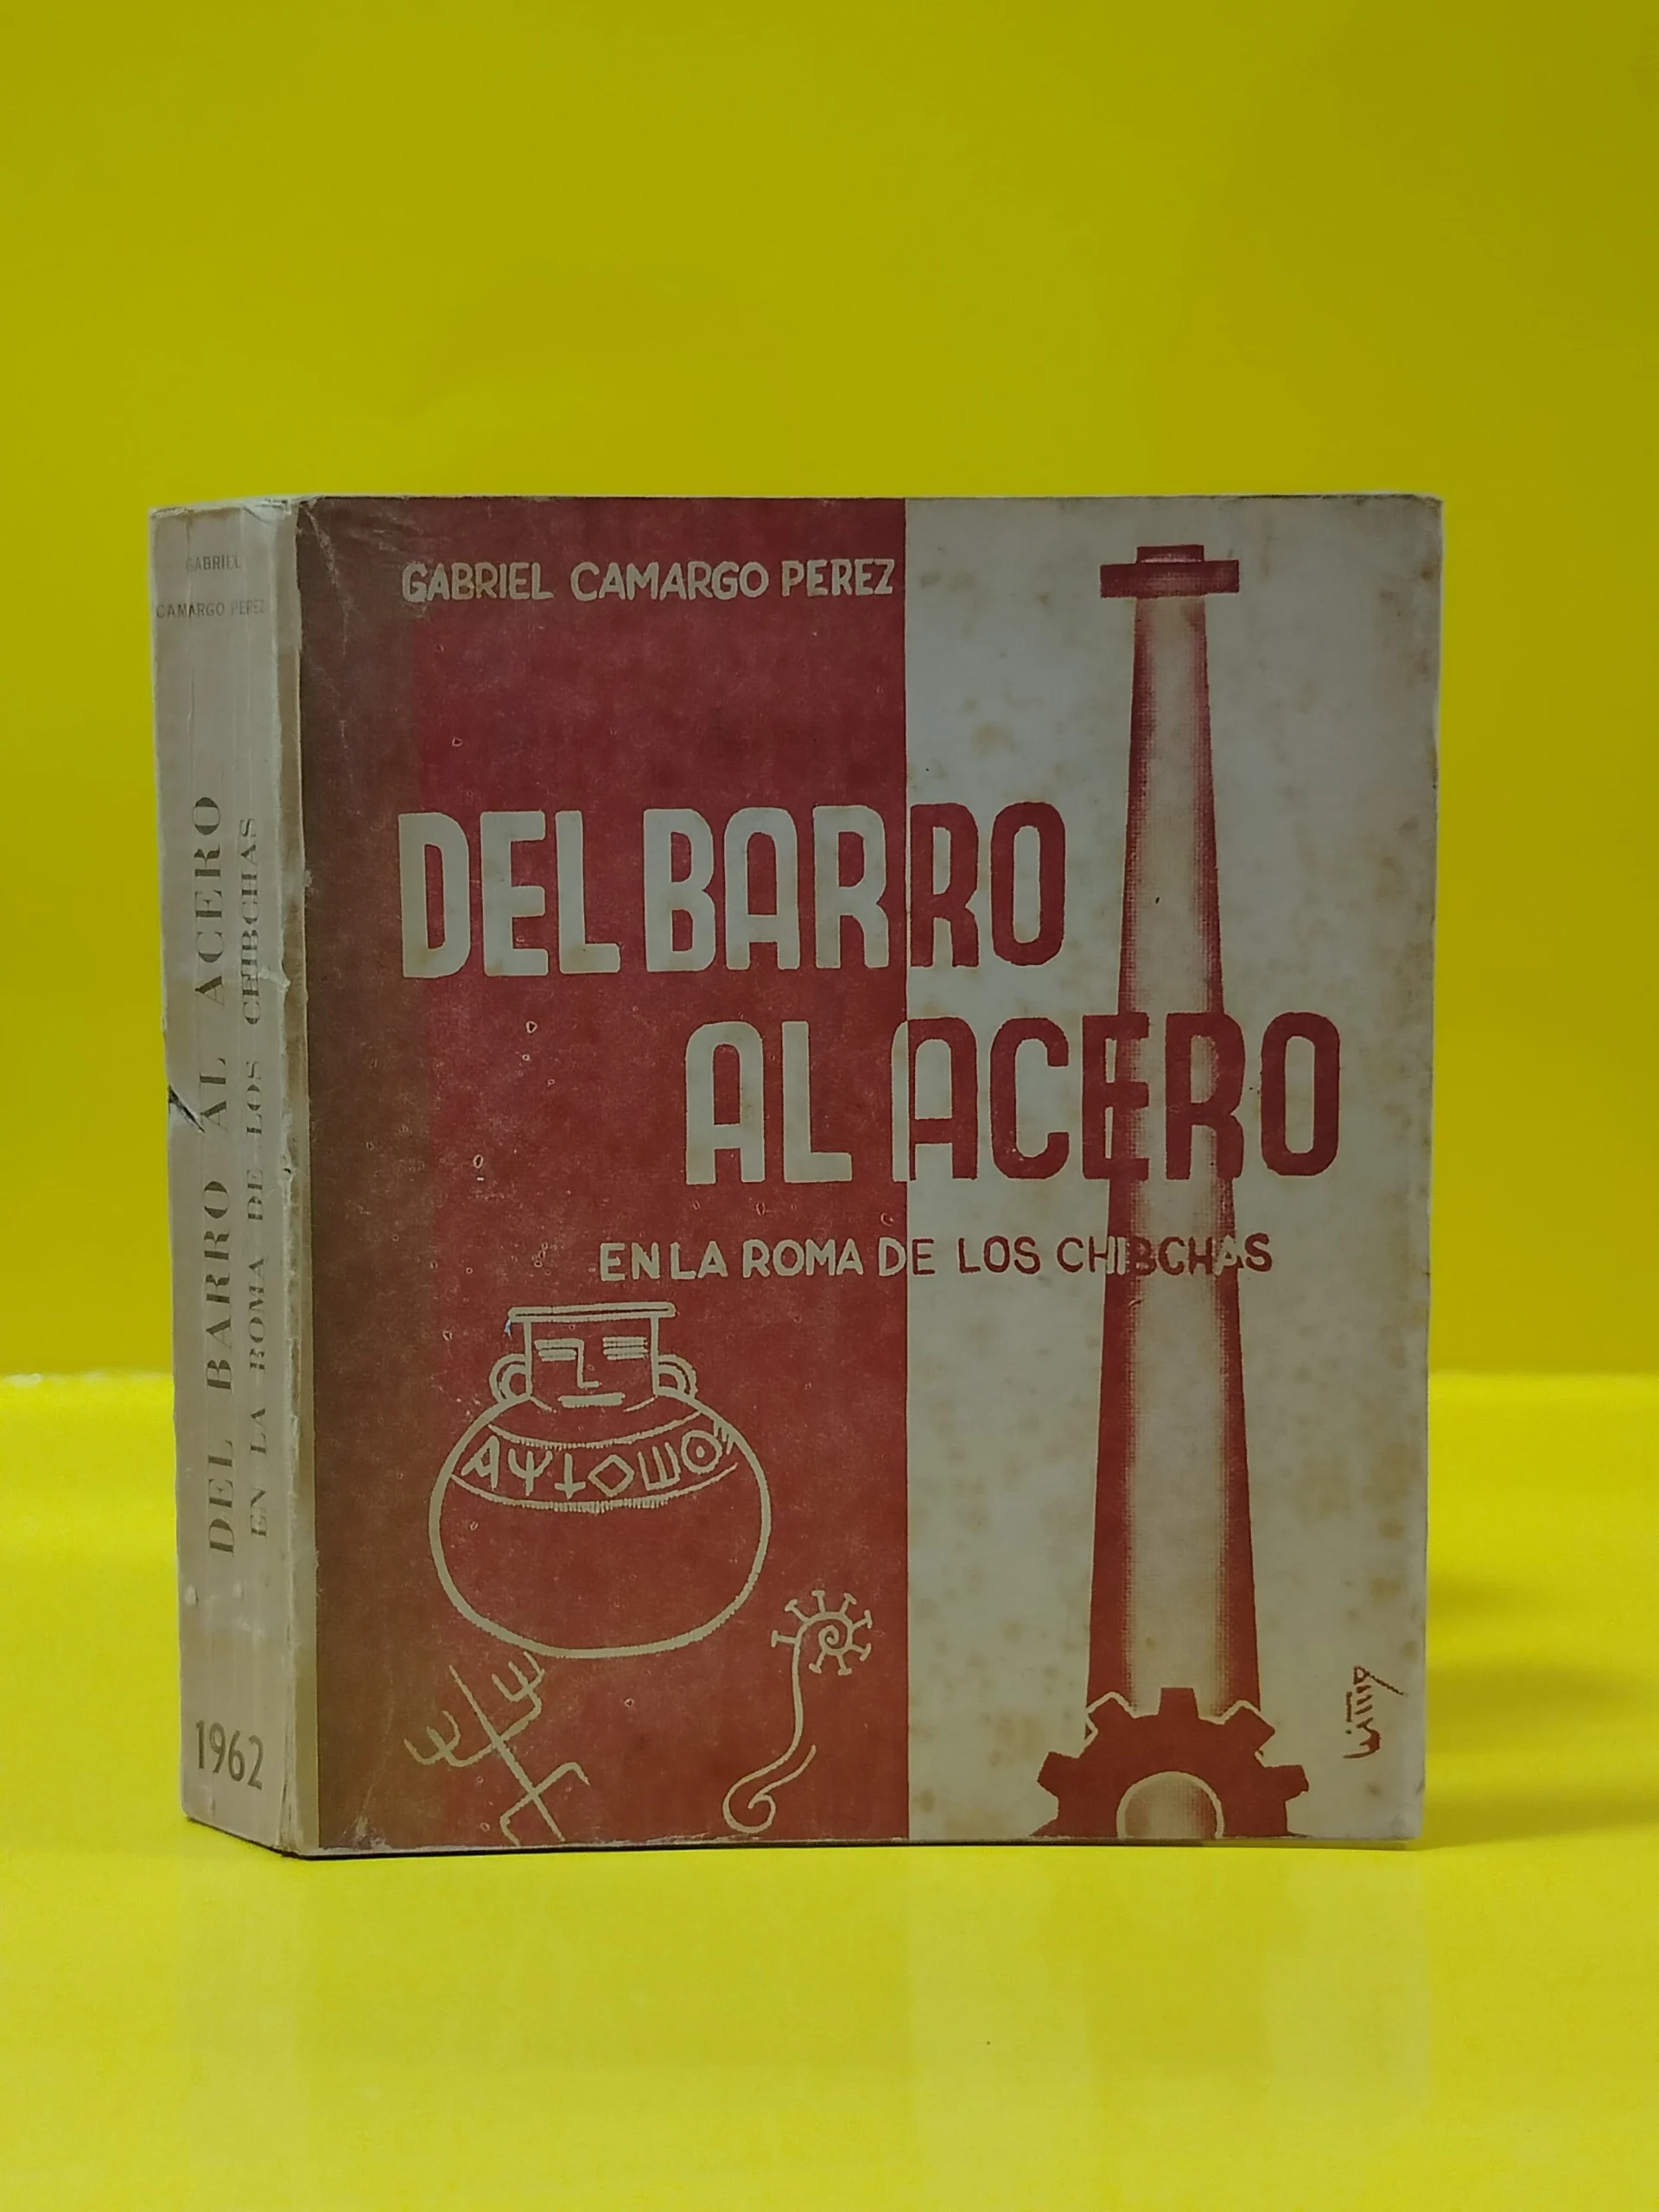 GABRIEL
CAMARGO PEREZ
DEL BARRO AL ACERO
EN LA ROMA DE LOS CHIBCHAS
1962
GABRIEL CAMARGO PEREZ
DEL BARRO
AL ACERO
EN LA ROMA DE LOS CHIBCHAS